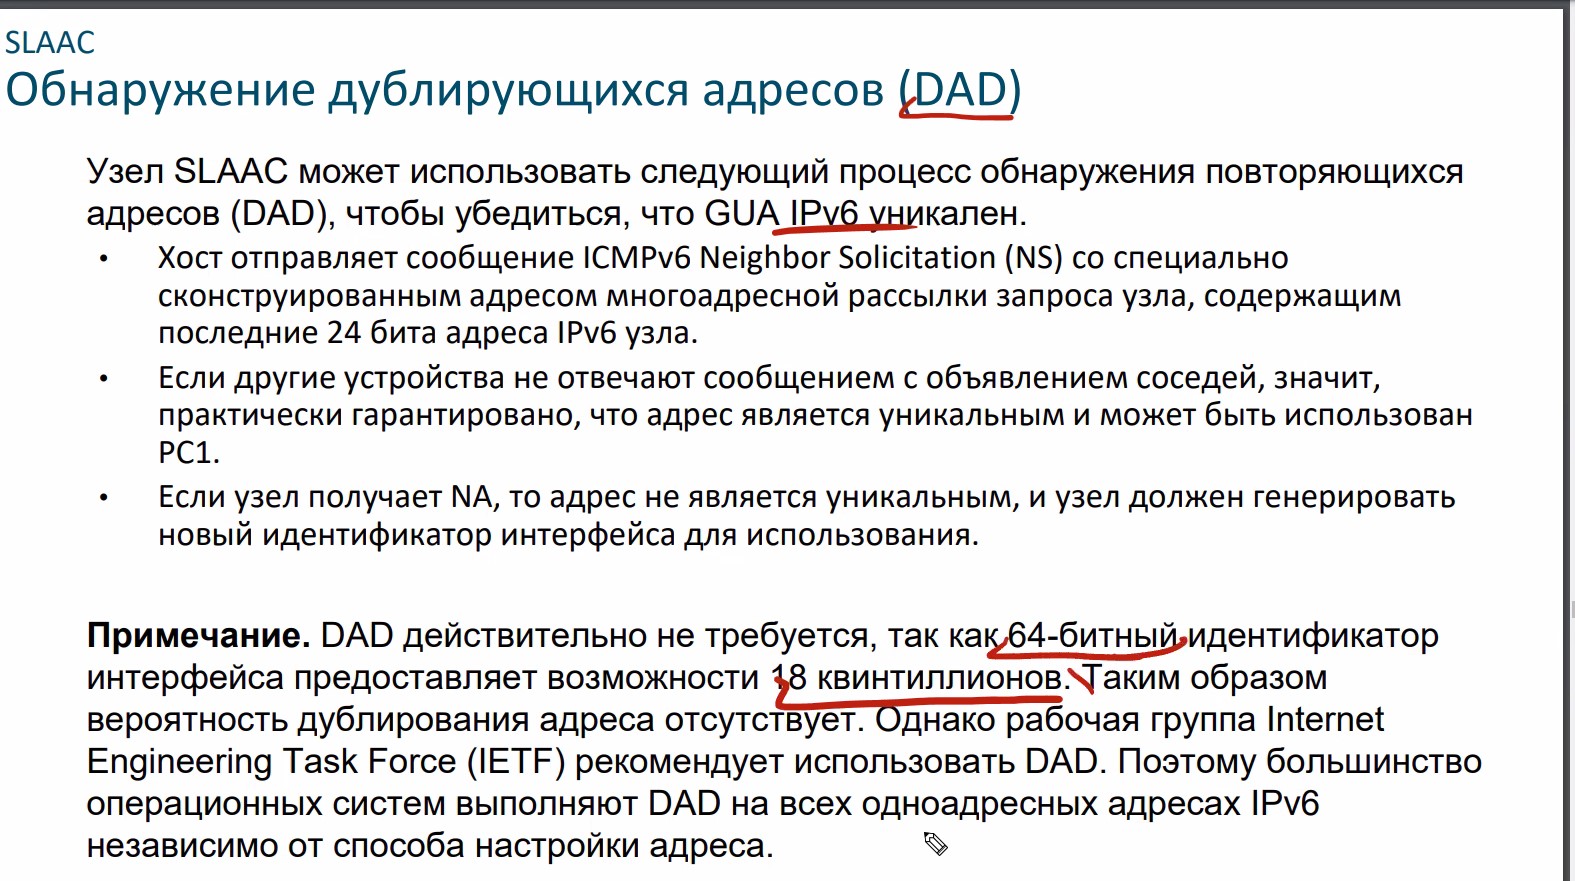 SLAAC
Обнаружение дублирующихся адресов (DAD)
Узел SLAAC может использовать следующий процесс обнаружения повторяющихся
адресов (DAD), чтобы убедиться, что GUA IPv6 уникален.
• Хост отправляет сообщение ICMPv6 Neighbor Solicitation (NS) со специально
сконструированным адресом многоадресной рассылки запроса узла, содержащим
последние 24 бита адреса IPv6 узла.
• Если другие устройства не отвечают сообщением с объявлением соседей, значит,
практически гарантировано, что адрес является уникальным и может быть использован
PC1.
• Если узел получает NA, то адрес не является уникальным, и узел должен генерировать
новый идентификатор интерфейса для использования.
Примечание. DAD действительно не требуется, так как 64-битный идентификатор
интерфейса предоставляет возможности 18 квинтиллионов. Таким образом
вероятность дублирования адреса отсутствует. Однако рабочая группа Internet
Engineering Task Force (IETF) рекомендует использовать DAD. Поэтому большинство
операционных систем выполняют DAD на всех одноадресных адресах IPv6
независимо от способа настройки адреса.